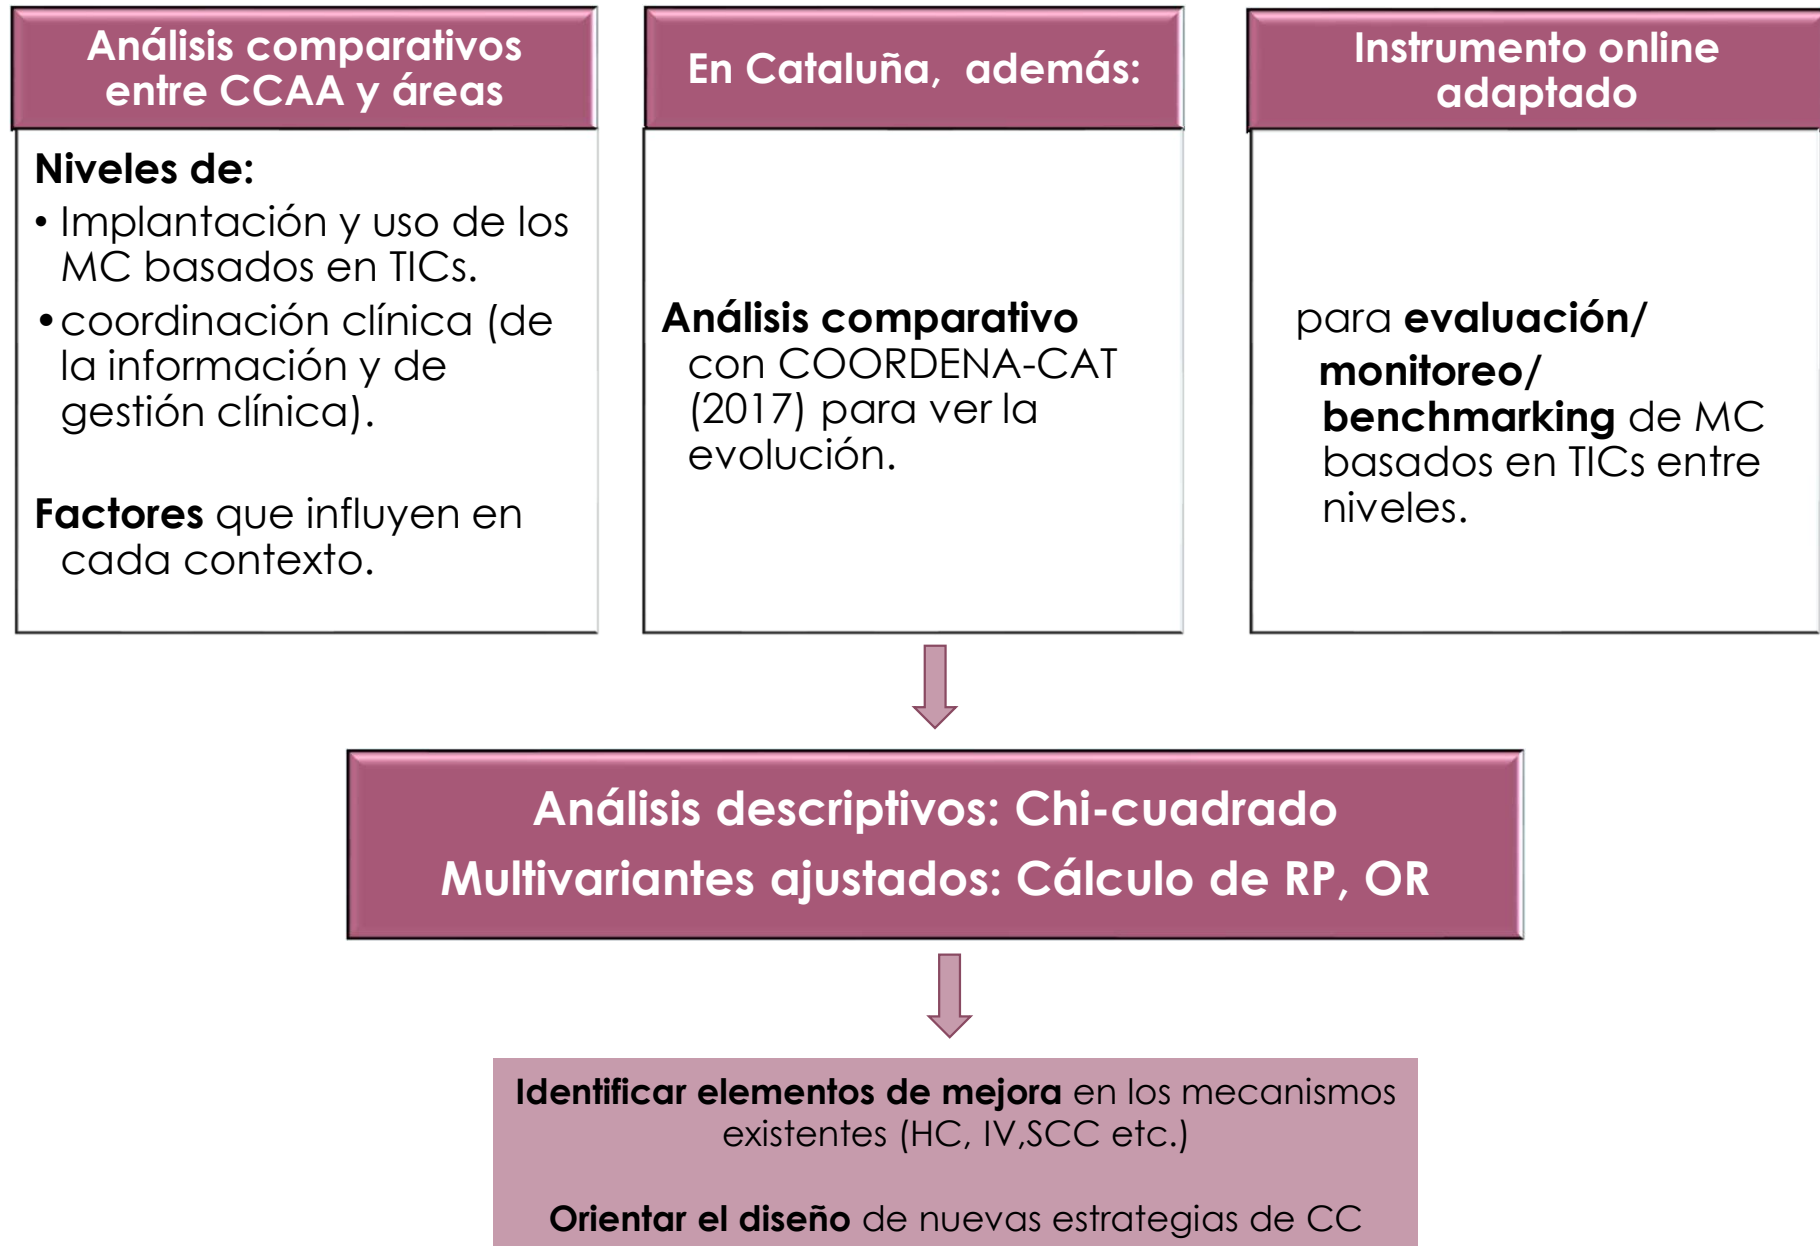 Análisis comparativos
entre CCAA y áreas
Niveles de:
• Implantación y uso de los
MC basados en TICs.
• coordinación clínica (de
la información y de
gestión clínica).
Factores que influyen en
cada contexto.
En Cataluña, además:
Análisis comparativo
con COORDENA-CAT
(2017) para ver la
evolución.
Instrumento online
adaptado
para evaluación/
monitoreo/
benchmarking de MC
basados en TICs entre
niveles.
Análisis descriptivos: Chi-cuadrado
Multivariantes ajustados: Cálculo de RP, OR
Identificar elementos de mejora en los mecanismos
existentes (HC, IV,SCC etc.)
Orientar el diseño de nuevas estrategias de CC